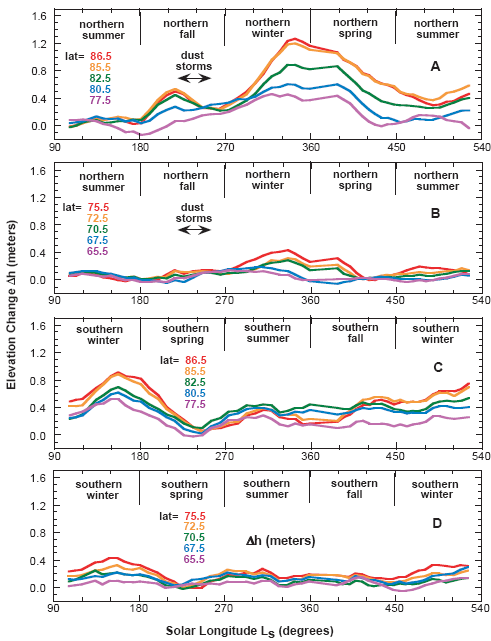 1.6
1.2
0.8
0.4
0.0
northern summer
northern fall
northern winter
northern spring
northern summer
lat= 86.5
85.5
82.5
80.5
77.5
dust storms
A
90 180 270 360 450 540
1.6
1.2
0.8
0.4
0.0
northern summer
northern fall
northern winter
northern spring
northern summer
lat= 75.5
72.5
70.5
67.5
65.5
dust storms
B
90 180 270 360 450 540
Elevation Change Δh (meters)
1.6
1.2
0.8
0.4
0.0
southern winter
southern spring
southern summer
southern fall
southern winter
lat= 86.5
85.5
82.5
80.5
77.5
C
90 180 270 360 450 540
1.6
1.2
0.8
0.4
0.0
southern winter
southern spring
southern summer
southern fall
southern winter
lat= 75.5
72.5
70.5
67.5
65.5
Δh (meters)
D
90 180 270 360 450 540
Solar Longitude Ls (degrees)